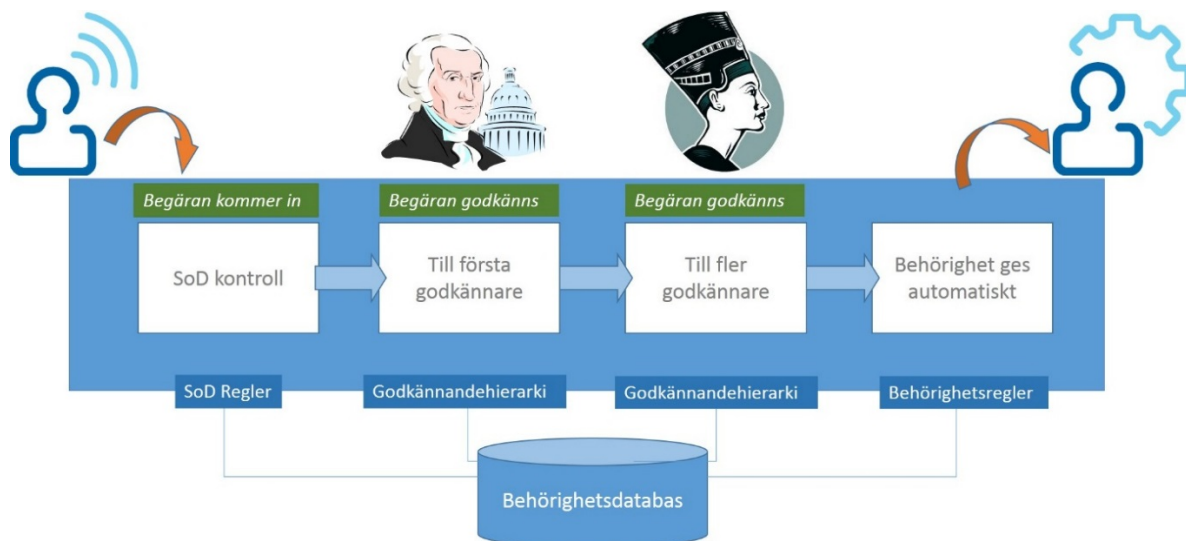 Begäran kommer in
Begäran godkänns
Begäran godkänns
SoD kontroll
Till första
godkännare
Till fler
godkännare
Behörighet ges
automatiskt
SoD Regler
Godkännandehierarki
Godkännandehierarki
Behörighetsregler
Behörighetsdatabas